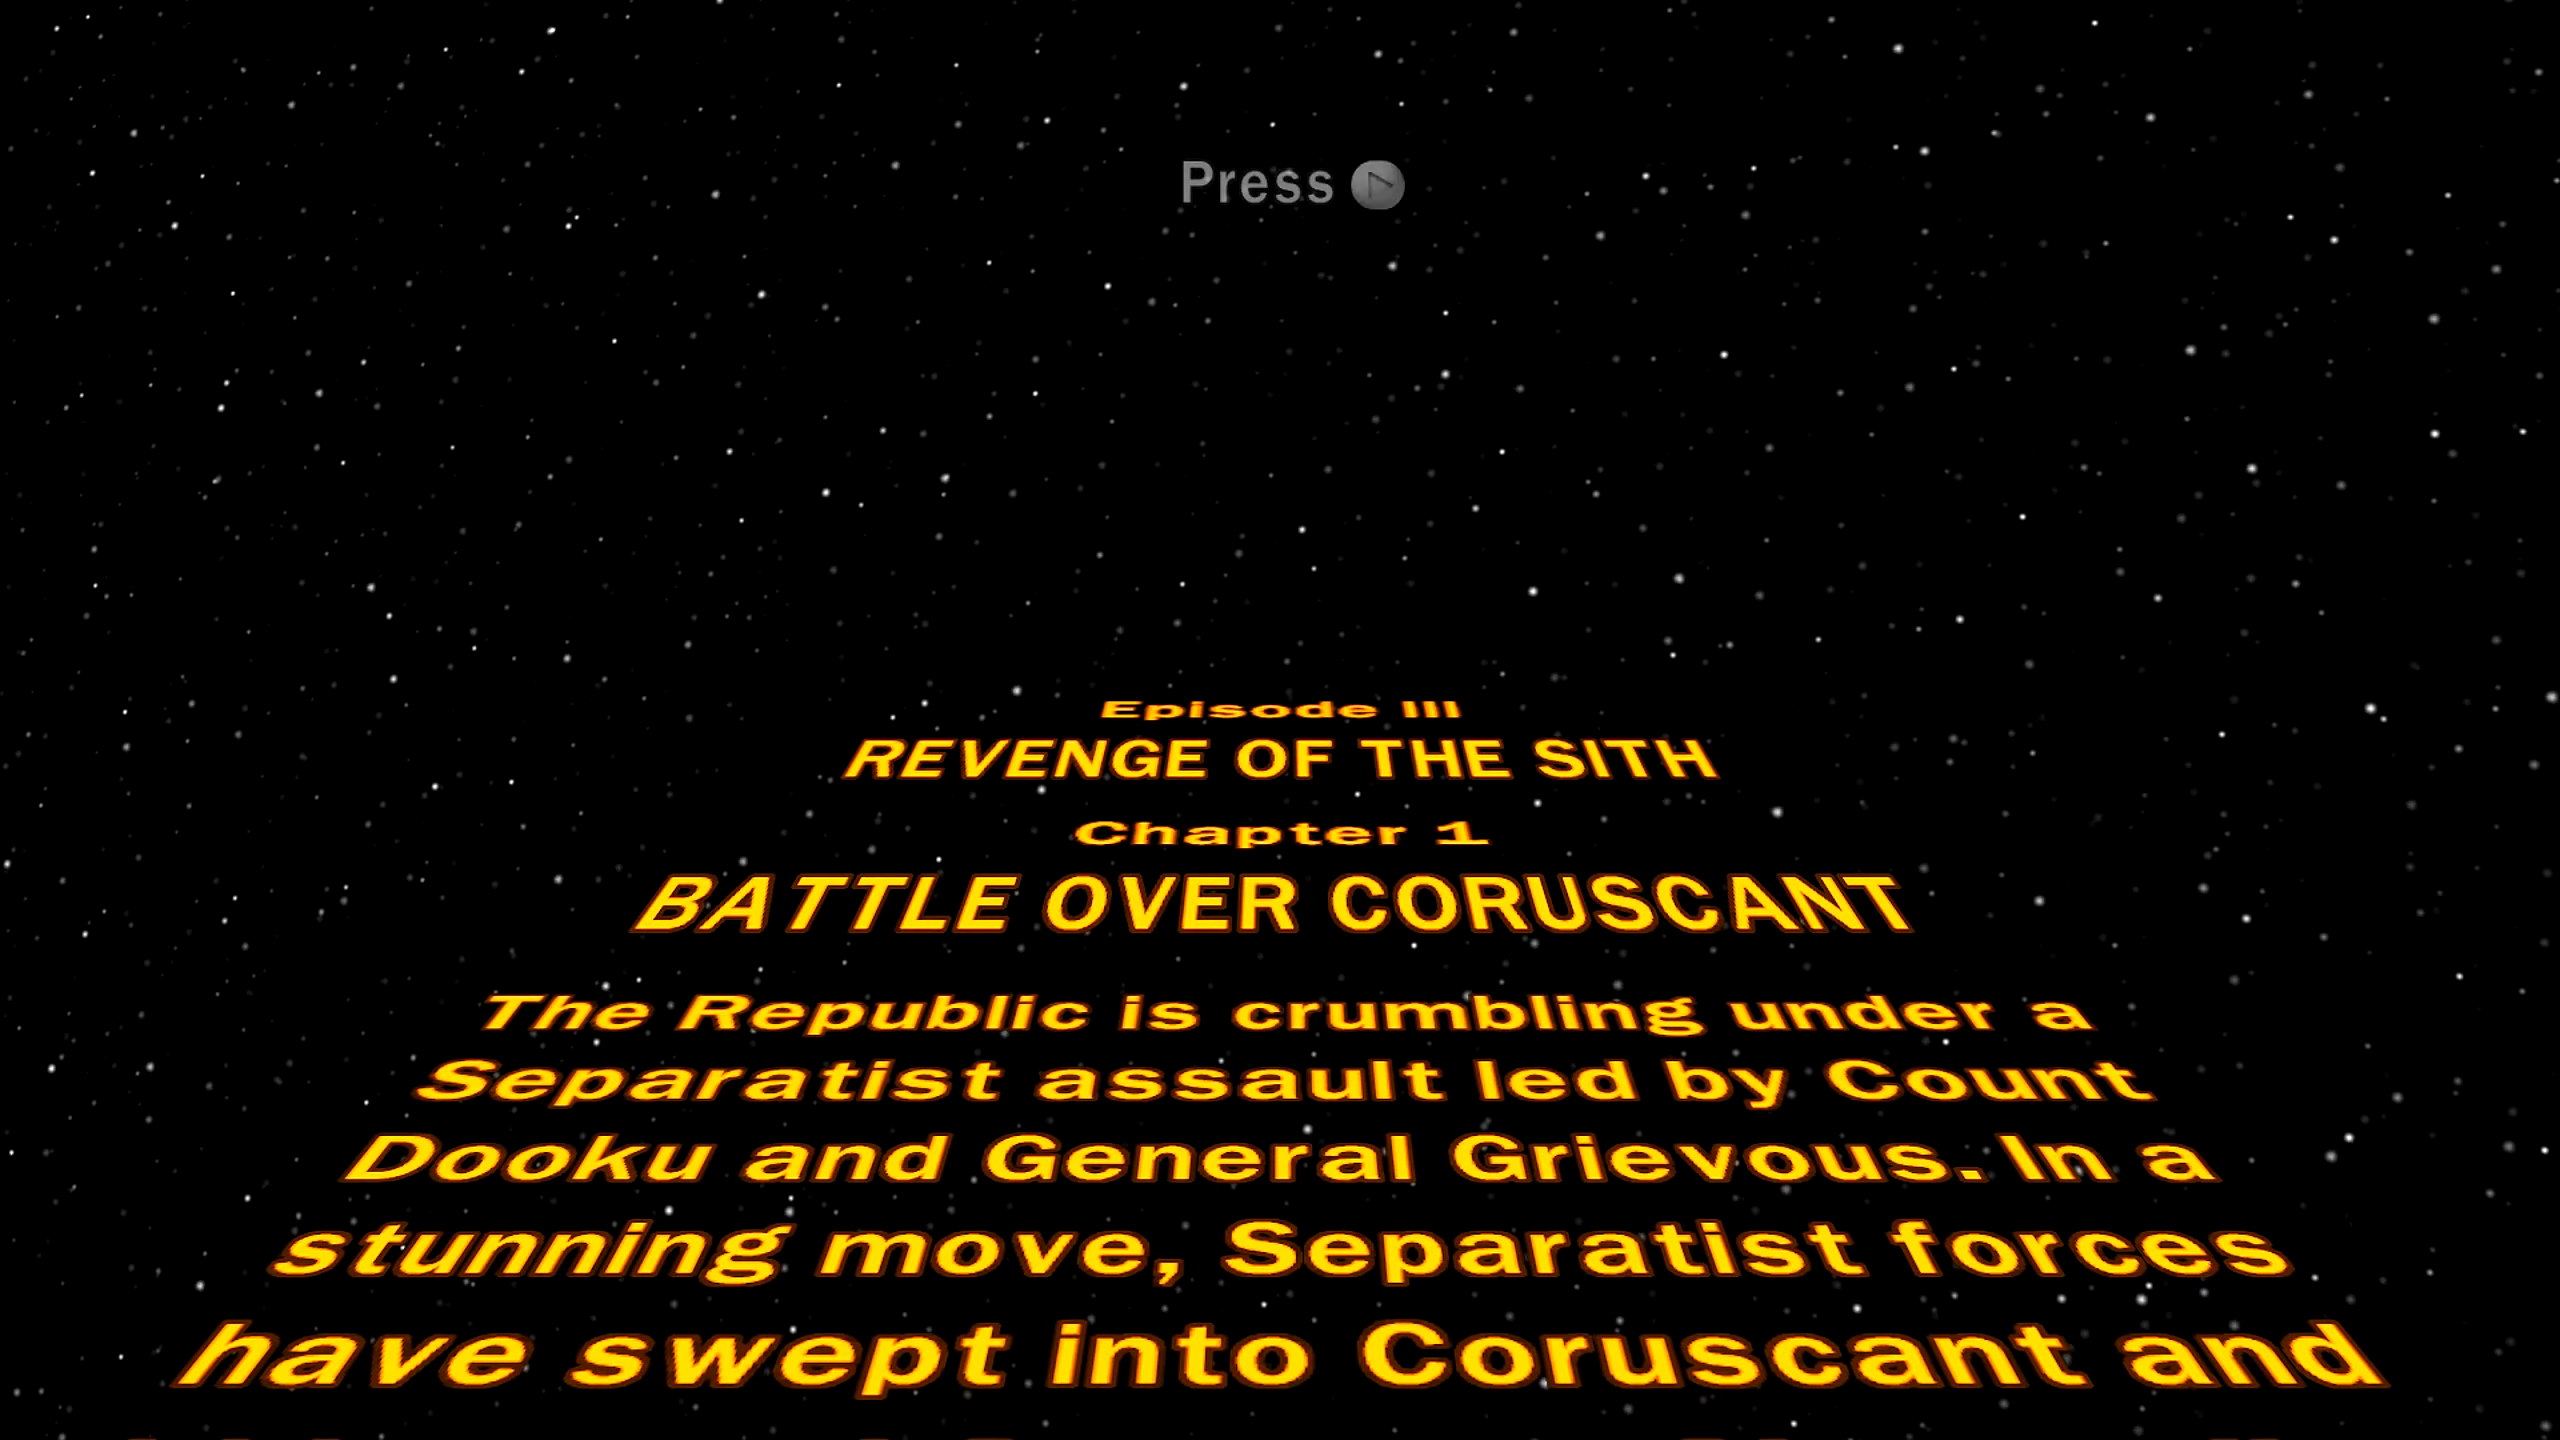 Press
Episode III
REVENGE OF THE SITH
Chapter 1
BATTLE OVER CORUSCANT
The Republic is crumbling under a
Separatist assault led by Count
Dooku and General Grievous. In a
stunning move, Separatist forces
have swept into Coruscant and